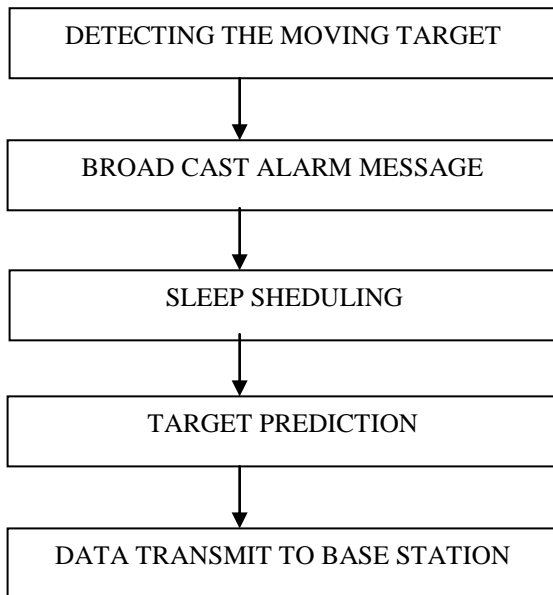 DETECTING THE MOVING TARGET
BROAD CAST ALARM MESSAGE
SLEEP SHEDULING
TARGET PREDICTION
DATA TRANSMIT TO BASE STATION